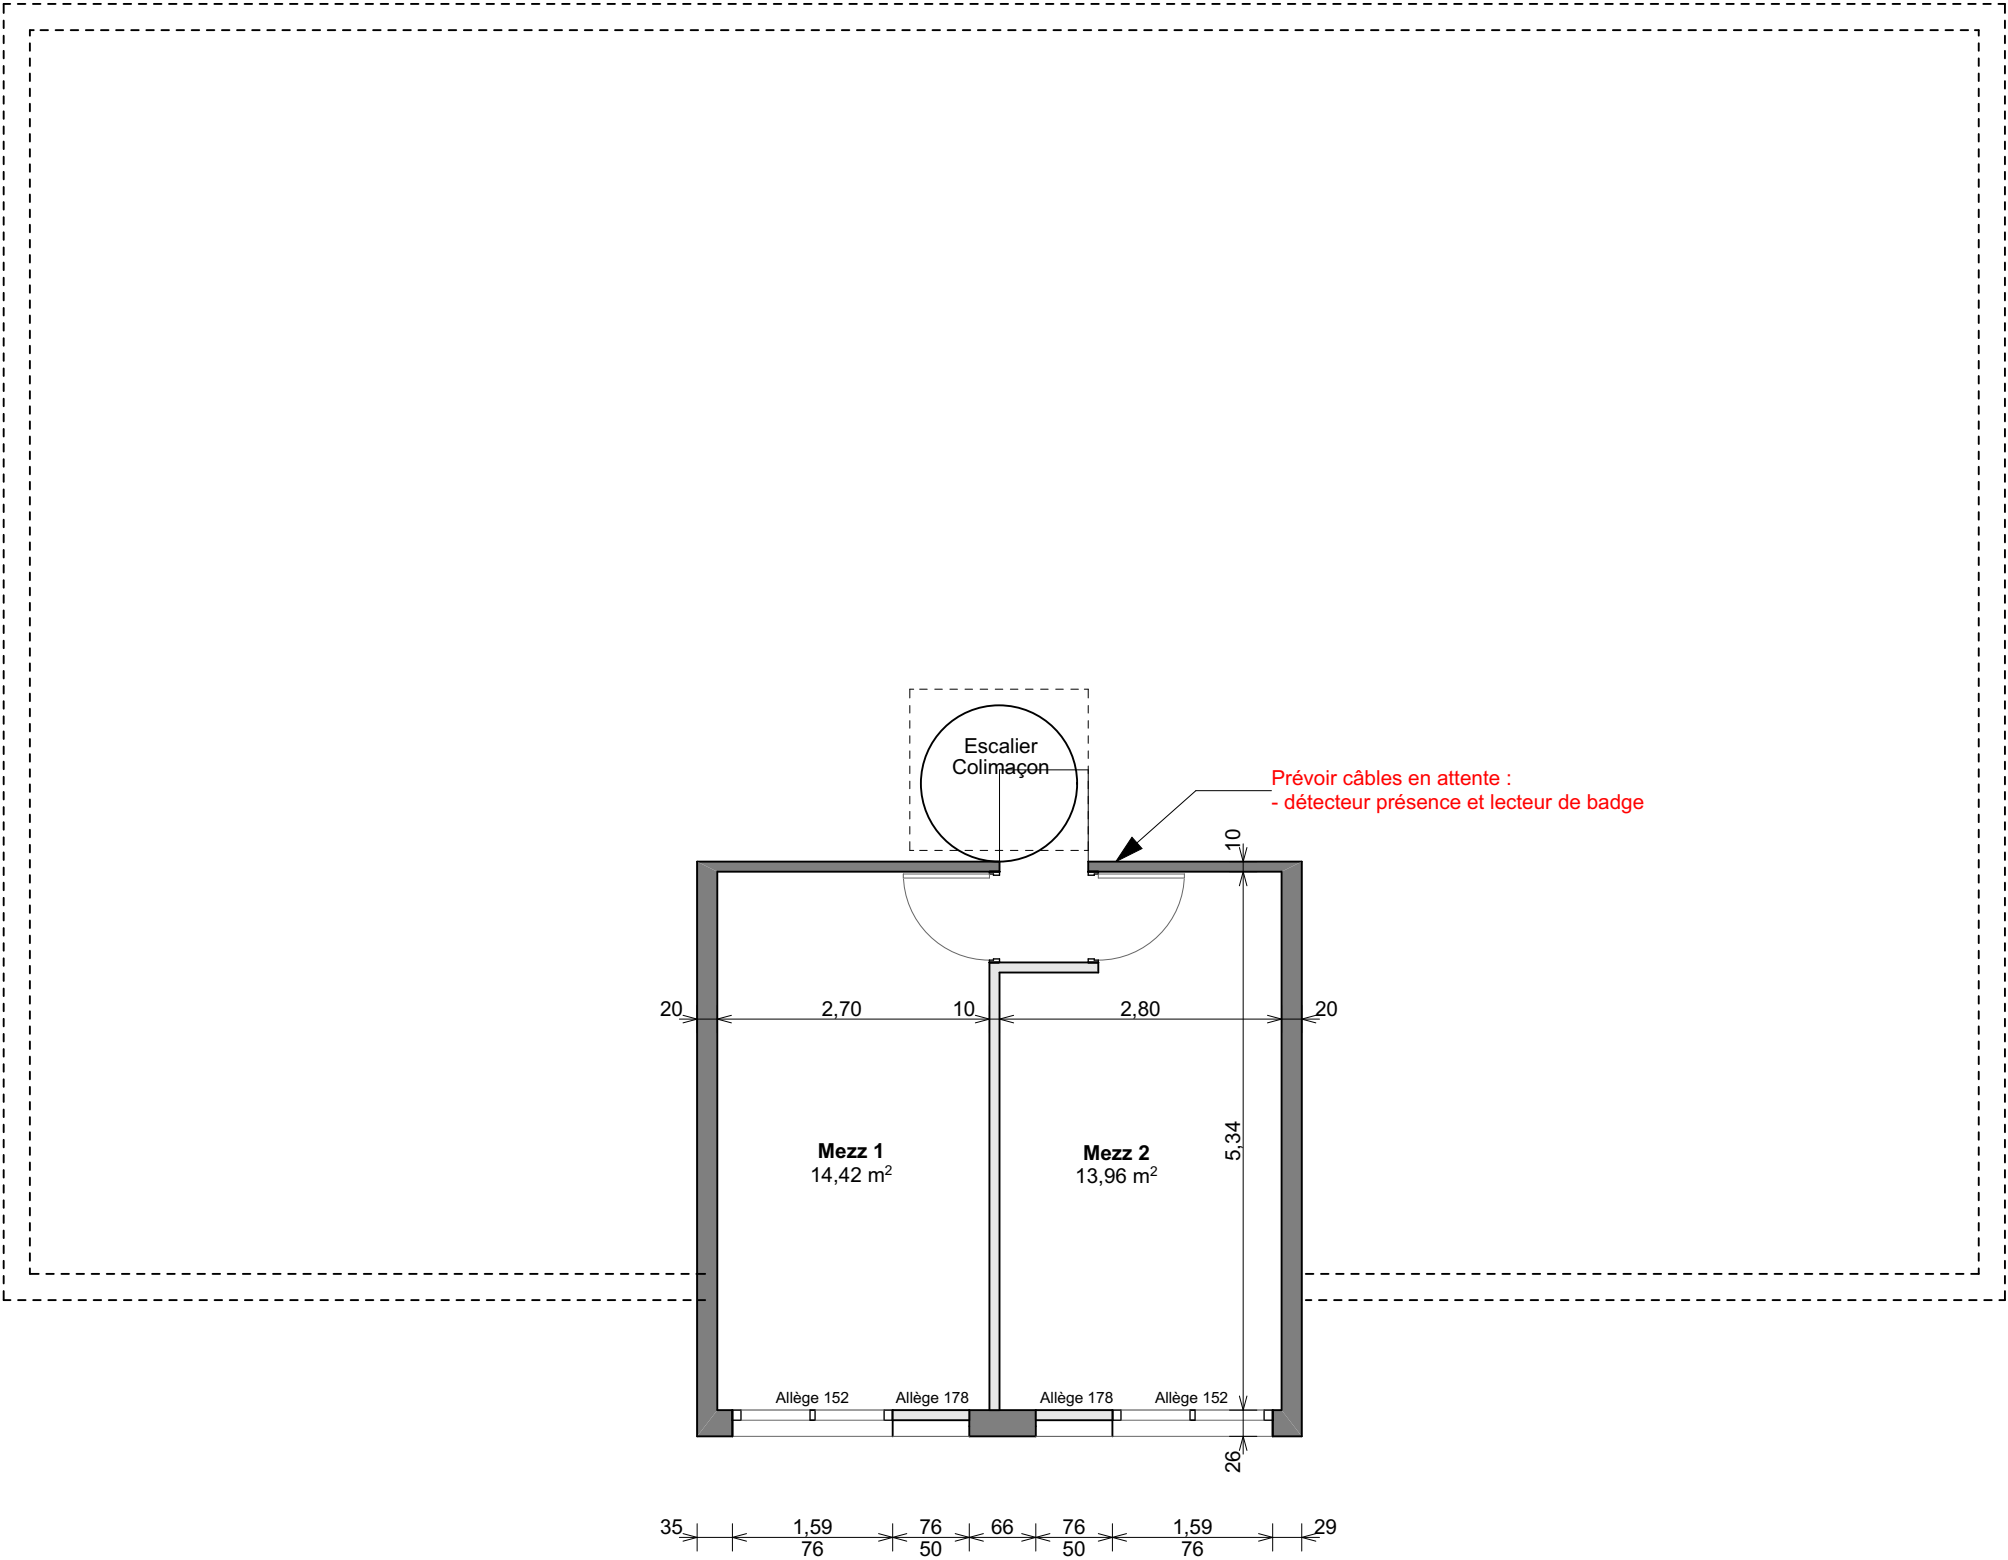 Escalier
Colimaçon
Prévoir câbles en attente :
- détecteur présence et lecteur de badge
10
20
2,70
10
2,80
20
5,34
Mezz 1
14,42 m²
Mezz 2
13,96 m²
Allège 152
Allège 178
Allège 178
Allège 152
26
35
1,59
76
66
76
1,59
29
76
50
50
76